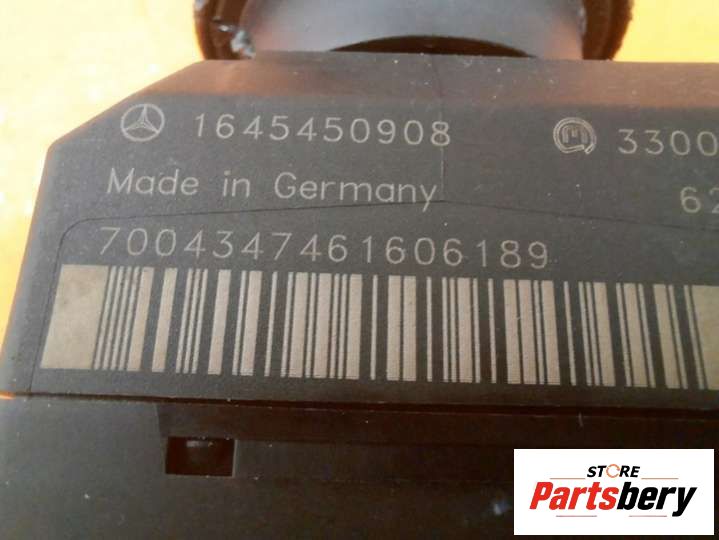 1645450908 3300
Made in Germany 62
7004347461606189
STORE
Partsbery